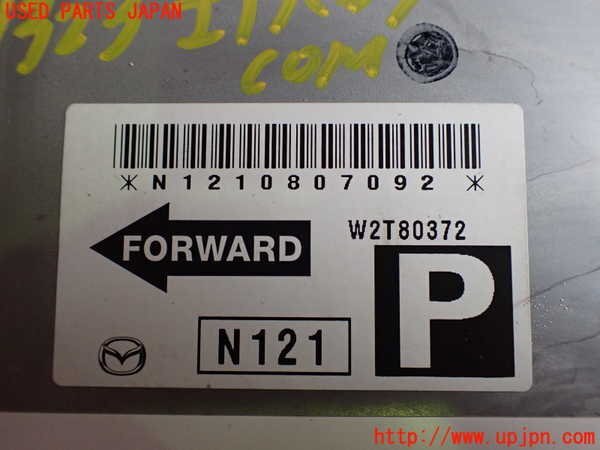 USED PARTS JAPAN
COM
*N1210807092*
FORWARD
W2T80372
P
N121
http://www.upjpn.com/